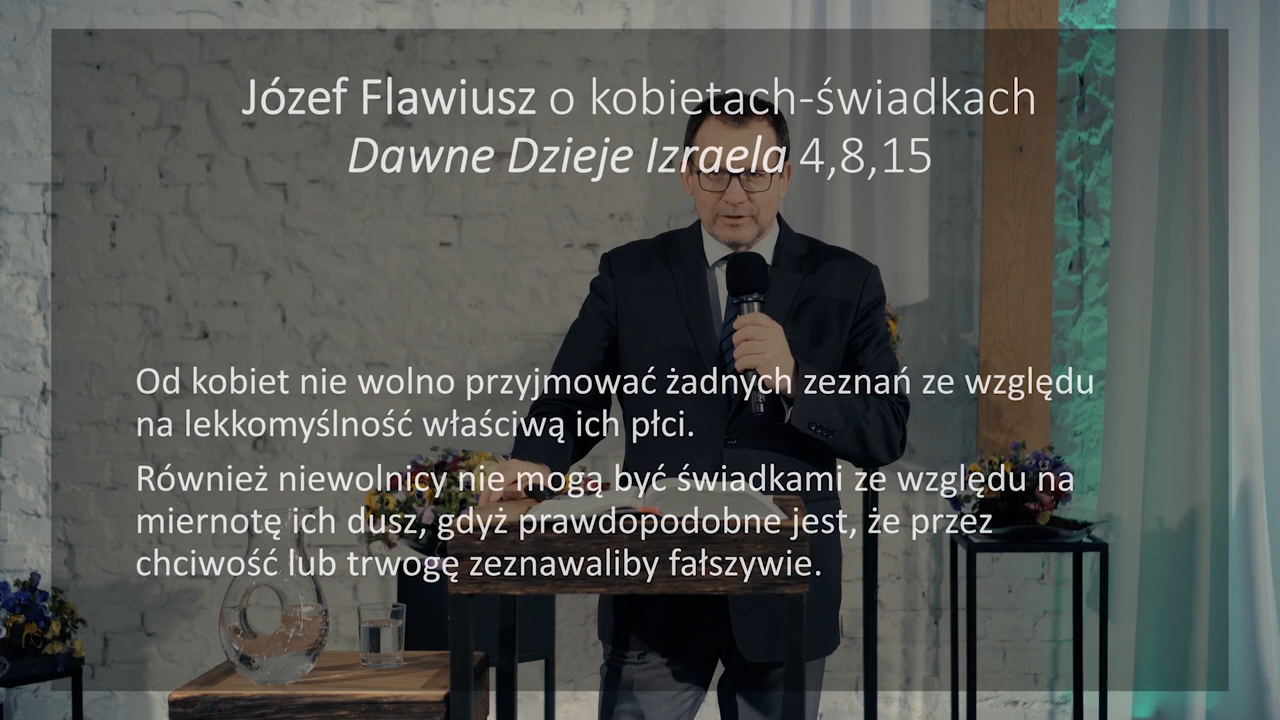 Józef Flawiusz o kobietach-świadkach
Dawne Dzieje Izraela 4,8,15
Od kobiet nie wolno przyjmować żadnych zeznań ze względu
na lekkomyślność właściwą ich płci.
Również niewolnicy nie mogą być świadkami ze względu na
miernotę ich dusz, gdyż prawdopodobne jest, że przez
chciwość lub trwogę zeznawaliby fałszywie.